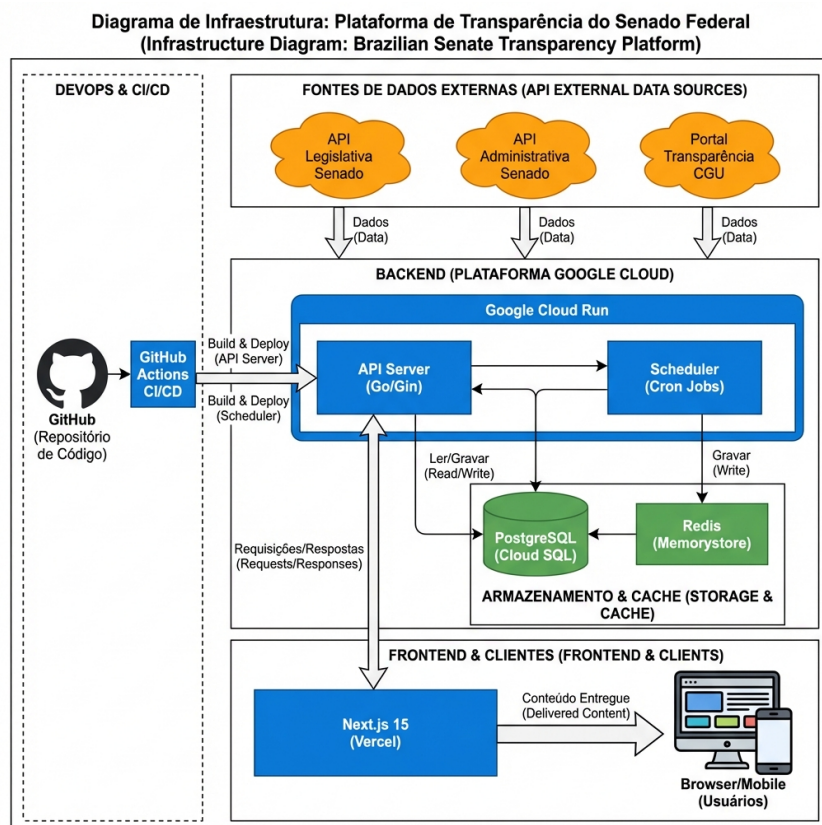 Diagrama de Infraestrutura: Plataforma de Transparência do Senado Federal
(Infrastructure Diagram: Brazilian Senate Transparency Platform)
DEVOPS & CI/CD
FONTES DE DADOS EXTERNAS (API EXTERNAL DATA SOURCES)
API
Legislativa
Senado
API
Administrativa
Senado
Portal
Transparência
CGU
Dados
(Data)
Dados
(Data)
Dados
(Data)
BACKEND (PLATAFORMA GOOGLE CLOUD)
Google Cloud Run
GitHub
(Repositório
de Código)
GitHub
Actions
CI/CD
Build & Deploy
(API Server)
Build & Deploy
(Scheduler)
API Server
(Go/Gin)
Scheduler
(Cron Jobs)
Ler/Gravar
(Read/Write)
Gravar
(Write)
PostgreSQL
(Cloud SQL)
Redis
(Memorystore)
ARMAZENAMENTO & CACHE (STORAGE &
CACHE)
Requisições/Respostas
(Requests/Responses)
FRONTEND & CLIENTES (FRONTEND & CLIENTS)
Next.js 15
(Vercel)
Conteúdo Entregue
(Delivered Content)
Browser/Mobile
(Usuários)